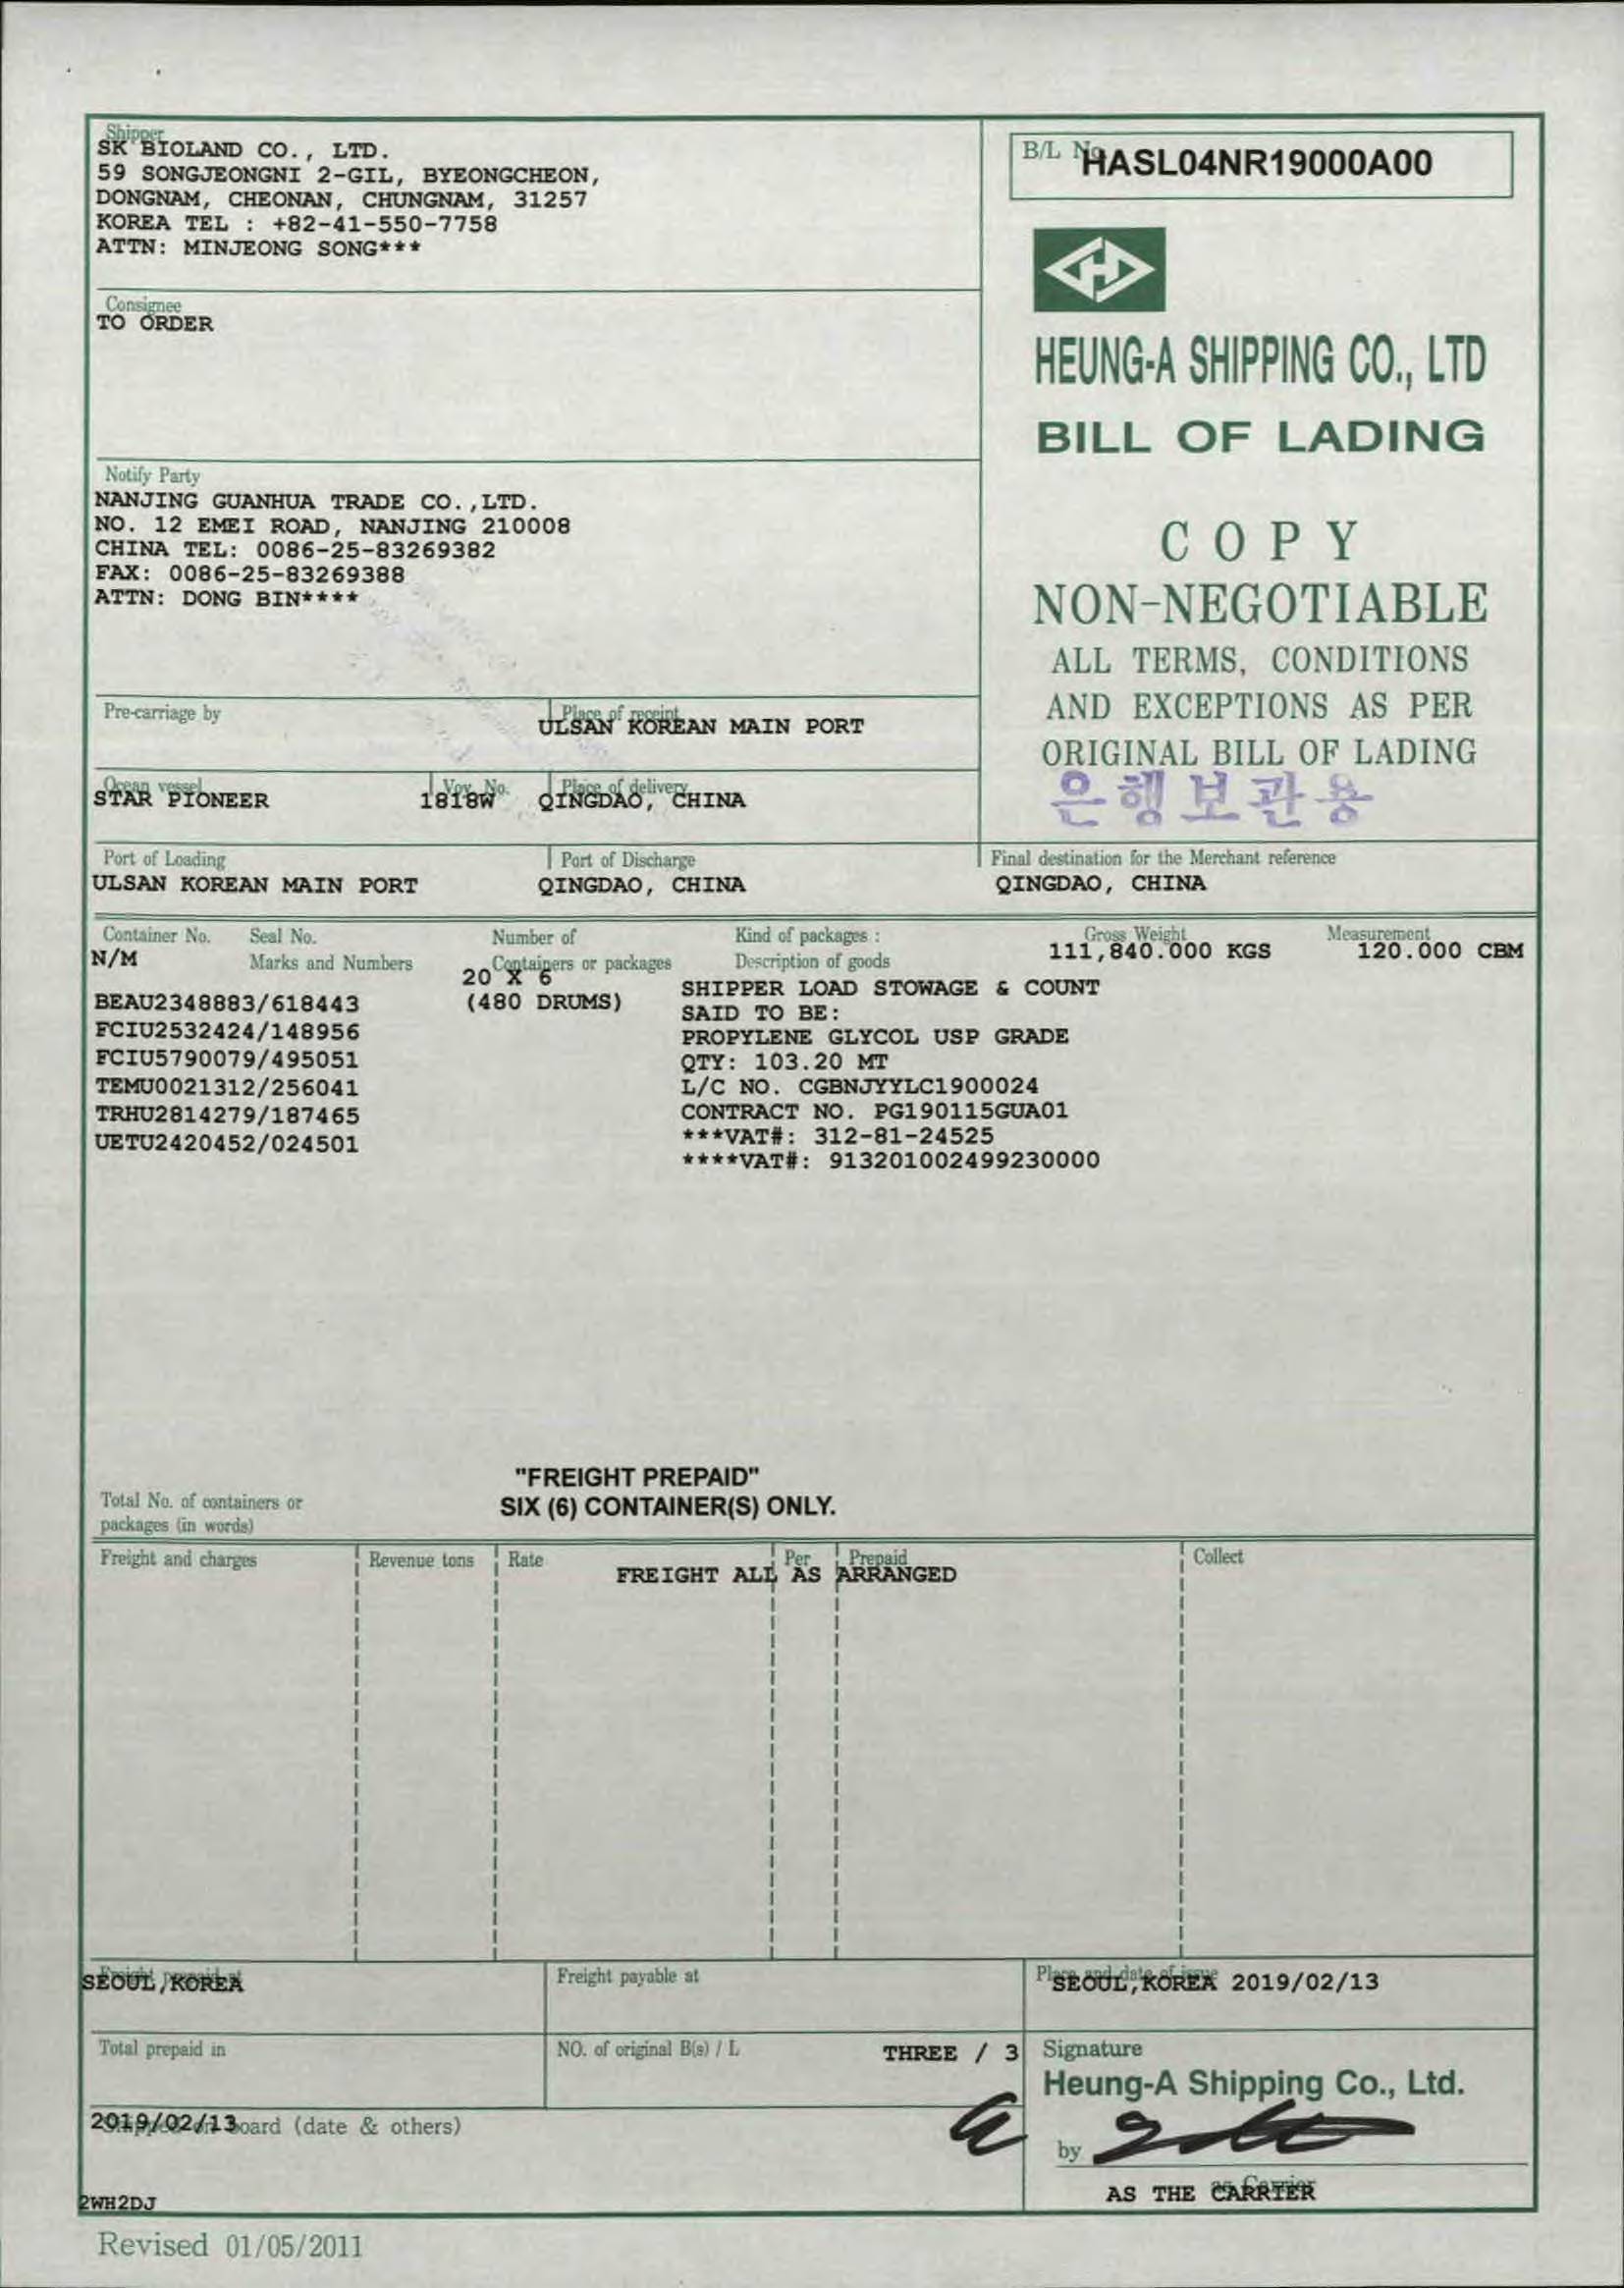 Shipper
SK BIOLAND CO., LTD.
59 SONGJEONGNI 2-GIL, BYEONGCHEON,
DONGNAM, CHEONAN, CHUNGNAM, 31257
KOREA TEL : +82-41-550-7758
ATTN: MINJEONG SONG***
B/L No.
HASL04NR19000A00
Consignee
TO ORDER
HEUNG-A SHIPPING CO., LTD
BILL OF LADING
Notify Party
NANJING GUANHUA TRADE CO.,LTD.
NO. 12 EMEI ROAD, NANJING 210008
CHINA TEL: 0086-25-83269382
FAX: 0086-25-83269388
ATTN: DONG BIN****
COPY
NON-NEGOTIABLE
ALL TERMS, CONDITIONS
AND EXCEPTIONS AS PER
ORIGINAL BILL OF LADING
은행보관용
Pre-carriage by
Place of receipt
ULSAN KOREAN MAIN PORT
Ocean vessel Voy. No. Place of delivery
STAR PIONEER 1818W QINGDAO, CHINA
Port of Loading Port of Discharge Final destination for the Merchant reference
ULSAN KOREAN MAIN PORT QINGDAO, CHINA QINGDAO, CHINA
Container No. Seal No. Number of Kind of packages : Gross Weight Measurement
N/M Marks and Numbers Containers or packages Description of goods 111,840.000 KGS 120.000 CBM
20 X 6
(480 DRUMS)
BEAU2348883/618443
FCIU2532424/148956
FCIU5790079/495051
TEMU0021312/256041
TRHU2814279/187465
UETU2420452/024501
SHIPPER LOAD STOWAGE & COUNT
SAID TO BE:
PROPYLENE GLYCOL USP GRADE
QTY: 103.20 MT
L/C NO. CGBNJYYLC1900024
CONTRACT NO. PG190115GUA01
***VAT#: 312-81-24525
****VAT#: 913201002499230000
"FREIGHT PREPAID"
Total No. of containers or
packages (in words)
SIX (6) CONTAINER(S) ONLY.
Freight and charges Revenue tons Rate Per Prepaid Collect
FREIGHT ALL AS ARRANGED
Freight prepaid at
SEOUL,KOREA
Freight payable at
Place and date of issue
SEOUL,KOREA 2019/02/13
Total prepaid in
NO. of original B(s) / L
THREE / 3
Signature
Heung-A Shipping Co., Ltd.
Shipped on board (date & others)
2019/02/13
by
as Carrier
AS THE CARRIER
2WH2DJ
Revised 01/05/2011